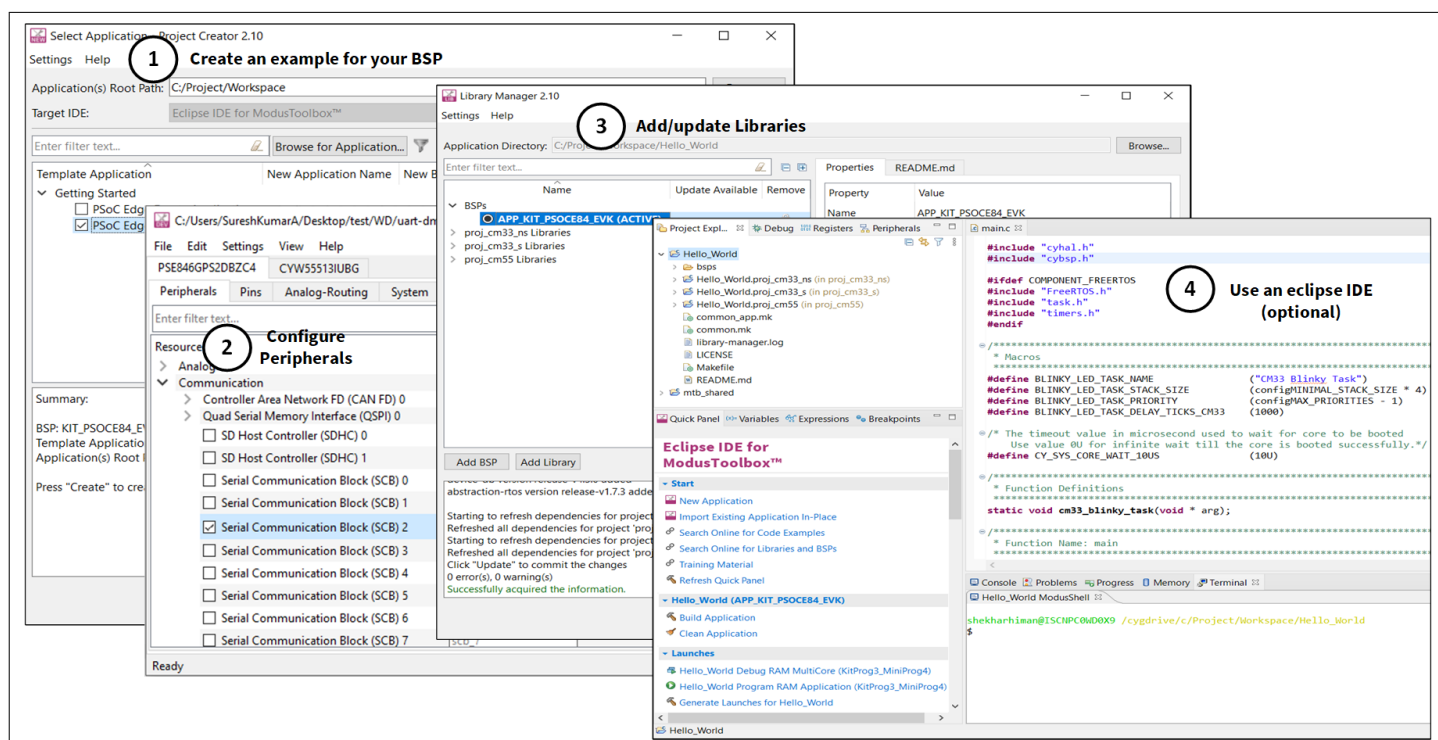 Select Application - Project Creator 2.10
Settings Help
1 Create an example for your BSP
Application(s) Root Path: C:/Project/Workspace
Target IDE: Eclipse IDE for ModusToolbox™
Enter filter text...
Browse for Application...
Template Application New Application Name New B
Getting Started
PSoC Edg
PSoC Edg
Summary:
BSP: KIT_PSOCE84_EV
Template Applicatio
Application(s) Root
Press "Create" to crea
C:/Users/SureshKumarA/Desktop/test/WD/uart-dm
File Edit Settings View Help
PSE846GPS2DBZC4 CYW55513IUBG
Peripherals Pins Analog-Routing System
Enter filter text...
2 Configure
Peripherals
Resource
Analog
Communication
Controller Area Network FD (CAN FD) 0
Quad Serial Memory Interface (QSPI) 0
SD Host Controller (SDHC) 0
SD Host Controller (SDHC) 1
Serial Communication Block (SCB) 0
Serial Communication Block (SCB) 1
Serial Communication Block (SCB) 2
Serial Communication Block (SCB) 3
Serial Communication Block (SCB) 4
Serial Communication Block (SCB) 5
Serial Communication Block (SCB) 6
Serial Communication Block (SCB) 7
Ready
Library Manager 2.10
Settings Help
3 Add/update Libraries
Application Directory: C:/Project/Workspace/Hello_World
Browse...
Enter filter text...
Properties README.md
Name Update Available Remove
Property Value
BSPs
Name APP_KIT_PSOCE84_EVK
APP_KIT_PSOCE84_EVK (ACTIVE)
proj_cm33_ns Libraries
proj_cm33_s Libraries
proj_cm55 Libraries
Add BSP Add Library
abstraction-rtos version release-v1.7.3 adde
Starting to refresh dependencies for project
Refreshed all dependencies for project 'proj
Starting to refresh dependencies for project
Refreshed all dependencies for project 'proj
Click "Update" to commit the changes
0 error(s), 0 warning(s)
Successfully acquired the information.
Project Expl... Debug Registers Peripherals
Hello_World
bsps
Hello_World.proj_cm33_ns (in proj_cm33_ns)
Hello_World.proj_cm33_s (in proj_cm33_s)
Hello_World.proj_cm55 (in proj_cm55)
common_app.mk
common.mk
library-manager.log
LICENSE
Makefile
README.md
mtb_shared
Quick Panel Variables Expressions Breakpoints
Eclipse IDE for
ModusToolbox™
Start
New Application
Import Existing Application In-Place
Search Online for Code Examples
Search Online for Libraries and BSPs
Training Material
Refresh Quick Panel
Hello_World (APP_KIT_PSOCE84_EVK)
Build Application
Clean Application
Launches
Hello_World Debug RAM MultiCore (KitProg3_MiniProg4)
Hello_World Program RAM Application (KitProg3_MiniProg4)
Generate Launches for Hello_World
Hello_World
main.c
#include "cyhal.h"
#include "cybsp.h"
#ifdef COMPONENT_FREERTOS
#include "FreeRTOS.h"
#include "task.h"
#include "timers.h"
#endif
4 Use an eclipse IDE
(optional)
/*******************************************************************************
* Macros
*******************************************************************************
#define BLINKY_LED_TASK_NAME ("CM33 Blinky Task")
#define BLINKY_LED_TASK_STACK_SIZE (configMINIMAL_STACK_SIZE * 4)
#define BLINKY_LED_TASK_PRIORITY (configMAX_PRIORITIES - 1)
#define BLINKY_LED_TASK_DELAY_TICKS_CM33 (1000)
/* The timeout value in microsecond used to wait for core to be booted
Use value 0U for infinite wait till the core is booted successfully.*/
#define CY_SYS_CORE_WAIT_10US (10U)
/*******************************************************************************
* Function Definitions
*******************************************************************************
static void cm33_blinky_task(void * arg);
/*******************************************************************************
* Function Name: main
*******************************************************************************
Console Problems Progress Memory Terminal
Hello_World ModusShell
shekharhiman@ISCNPC0WD0X9 /cygdrive/c/Project/Workspace/Hello_World
$